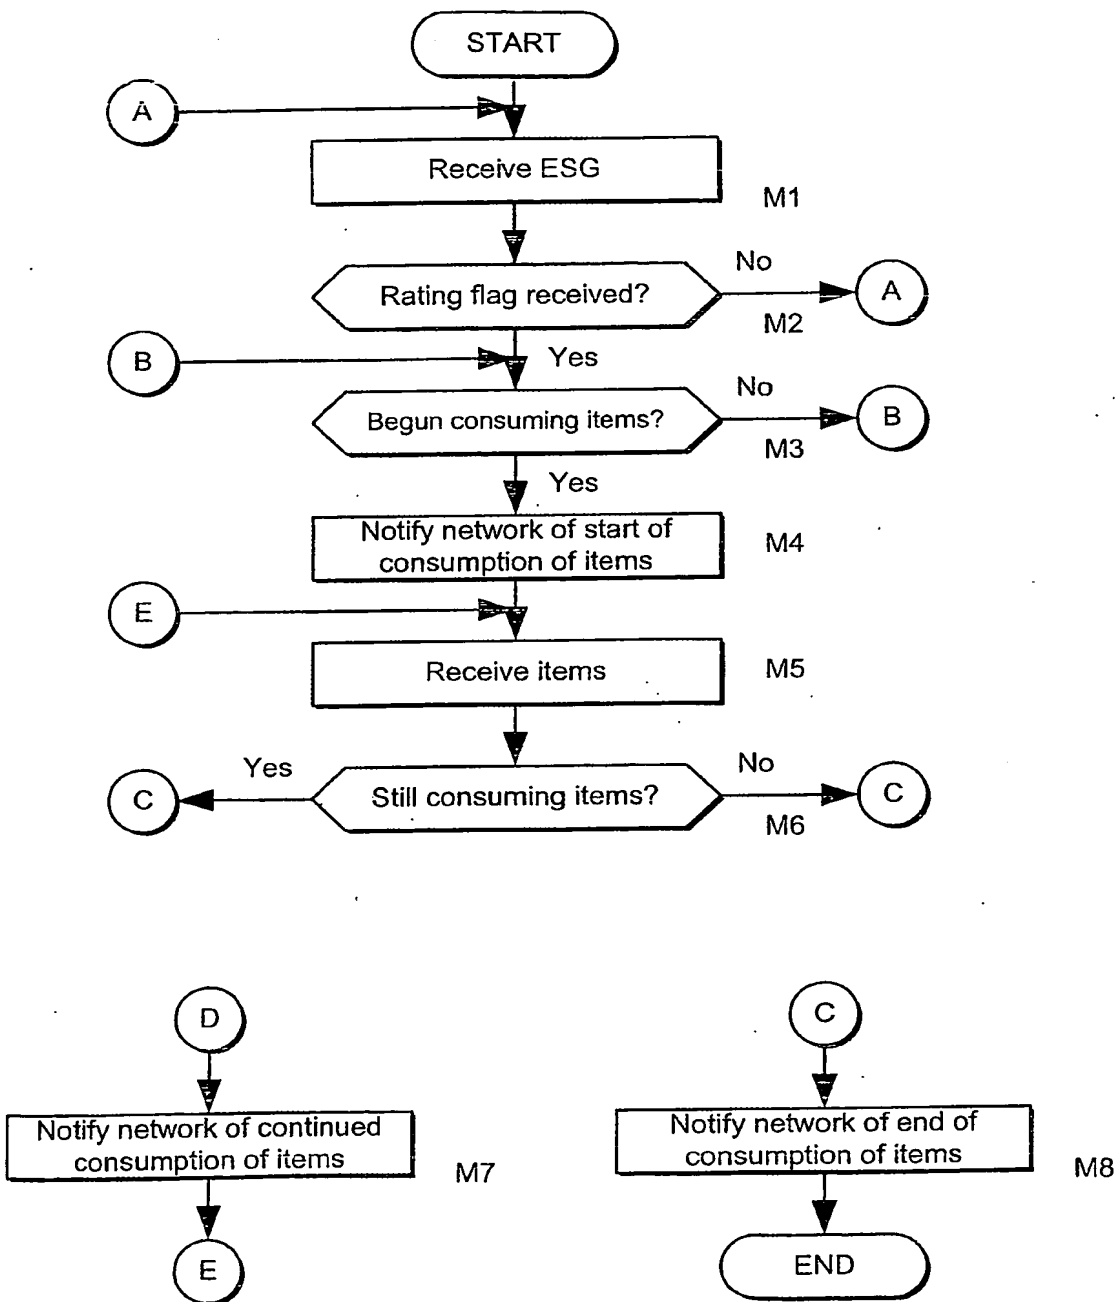 START
A
Receive ESG
M1
Rating flag received?
No
A
M2
B
Yes
Begun consuming items?
No
B
M3
Yes
Notify network of start of
consumption of items
M4
E
Receive items
M5
Yes
C
Still consuming items?
No
C
M6
D
Notify network of continued
consumption of items
M7
E
C
Notify network of end of
consumption of items
M8
END